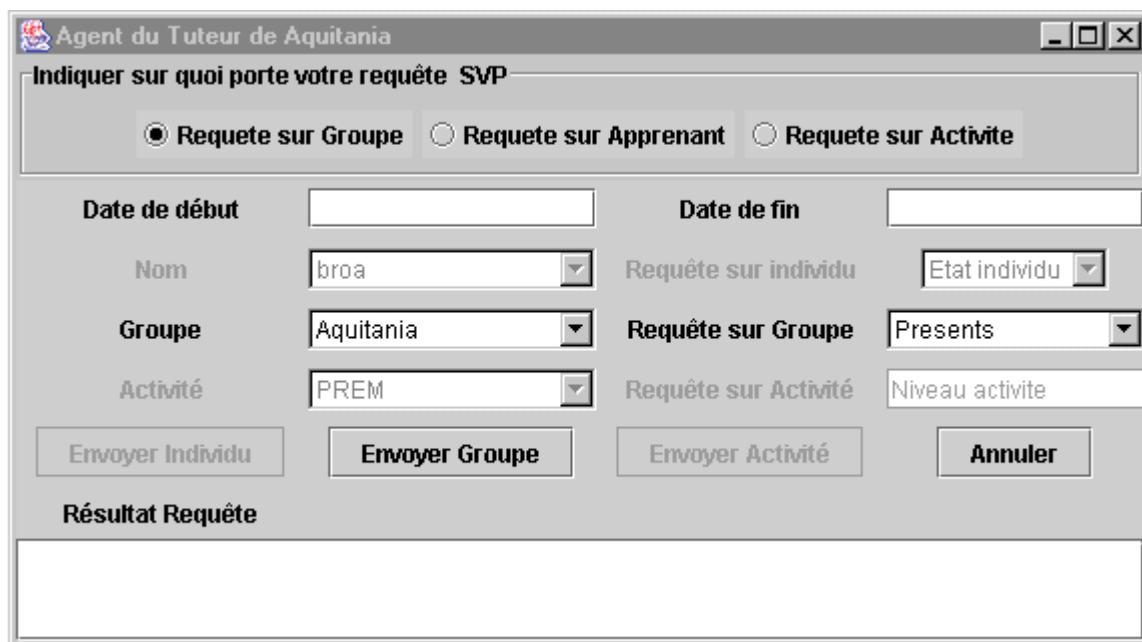 Agent du Tuteur de Aquitania
Indiquer sur quoi porte votre requête SVP
Requete sur Groupe Requete sur Apprenant Requete sur Activite
Date de début Date de fin
Nom broa Requête sur individu Etat individu
Groupe Aquitania Requête sur Groupe Presents
Activité PREM Requête sur Activité Niveau activite
Envoyer Individu Envoyer Groupe Envoyer Activité Annuler
Résultat Requête